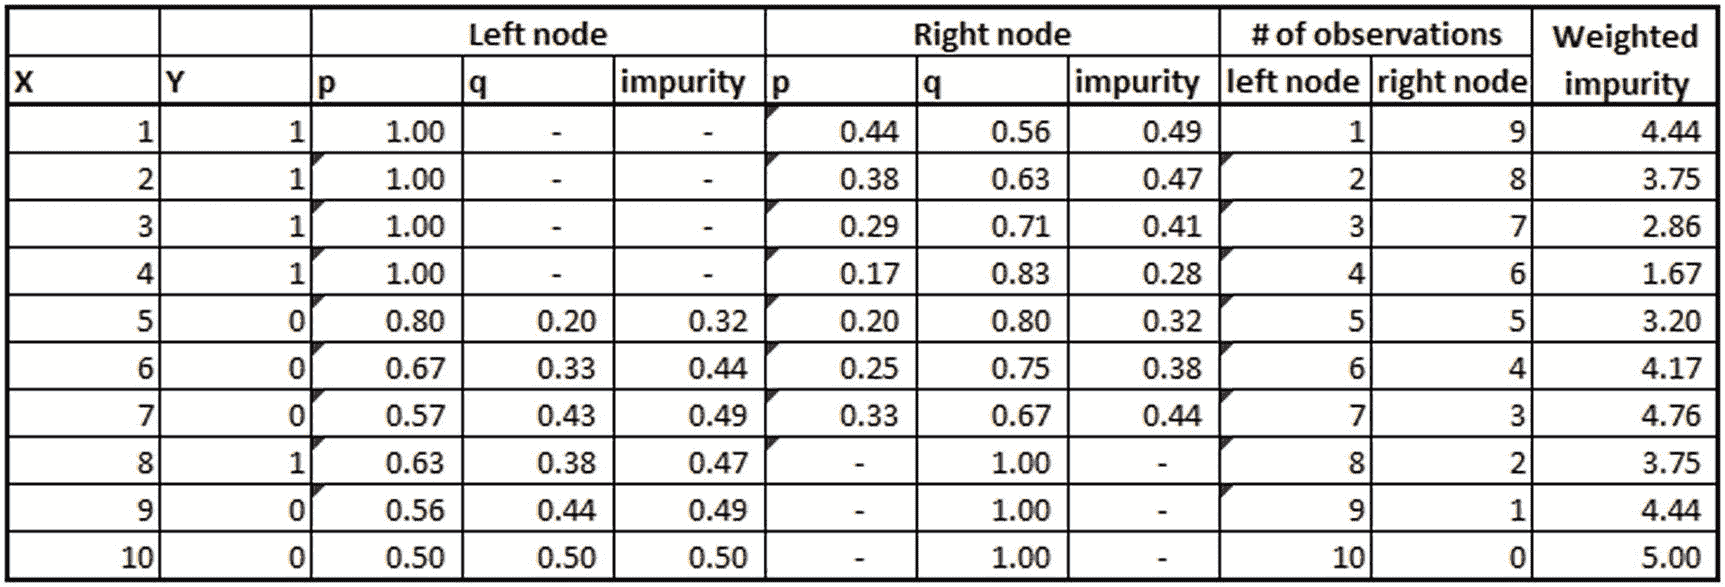 Left node Right node # of observations Weighted impurity
X Y p q impurity p q impurity left node right node
1 1 1.00 - - 0.44 0.56 0.49 1 9 4.44
2 1 1.00 - - 0.38 0.63 0.47 2 8 3.75
3 1 1.00 - - 0.29 0.71 0.41 3 7 2.86
4 1 1.00 - - 0.17 0.83 0.28 4 6 1.67
5 0 0.80 0.20 0.32 0.20 0.80 0.32 5 5 3.20
6 0 0.67 0.33 0.44 0.25 0.75 0.38 6 4 4.17
7 0 0.57 0.43 0.49 0.33 0.67 0.44 7 3 4.76
8 1 0.63 0.38 0.47 - 1.00 - 8 2 3.75
9 0 0.56 0.44 0.49 - 1.00 - 9 1 4.44
10 0 0.50 0.50 0.50 - 1.00 - 10 0 5.00